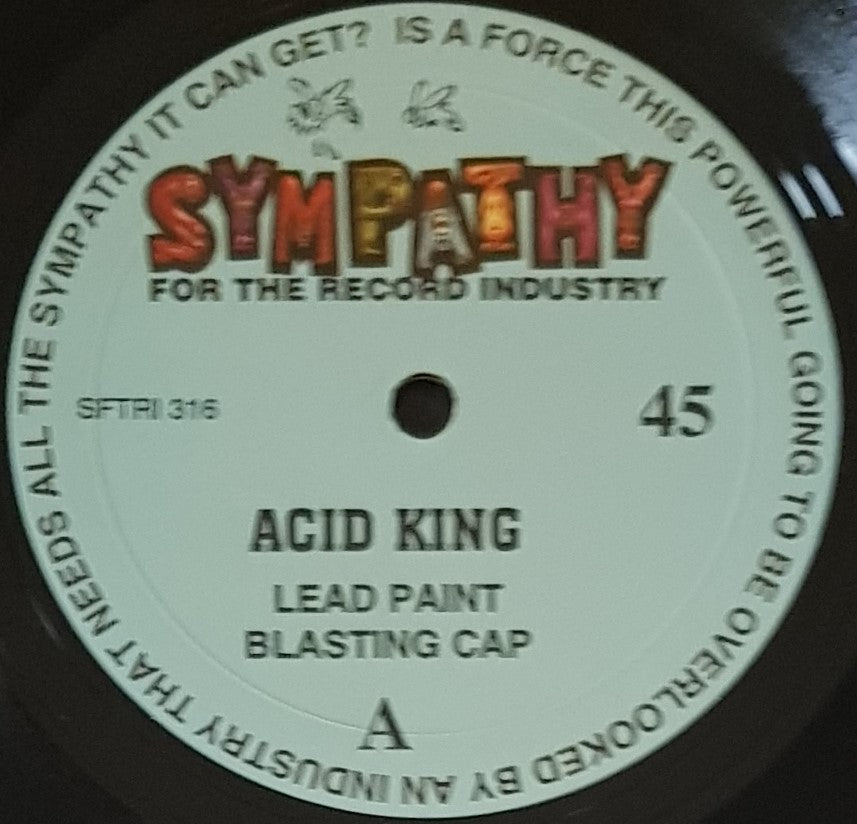 IS A FORCE THIS POWERFUL GOING TO BE OVERLOOKED BY AN INDUSTRY THAT NEEDS ALL THE SYMPATHY IT CAN GET?
SYMPATHY
FOR THE RECORD INDUSTRY
SFTRI 316
45
ACID KING
LEAD PAINT
BLASTING CAP
A